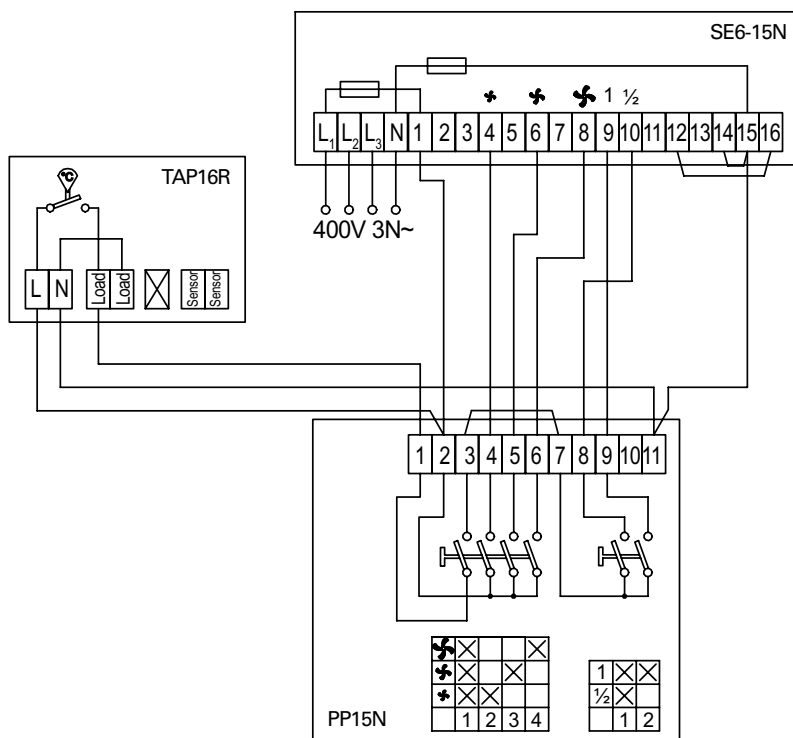 SE6-15N
1 ½
L₁ L₂ L₃ N 1 2 3 4 5 6 7 8 9 10 11 12 13 14 15 16
400V 3N~
TAP16R
°C
L N Load Load Sensor Sensor
1 2 3 4 5 6 7 8 9 10 11
1
½
1 2 3 4
1 2
PP15N